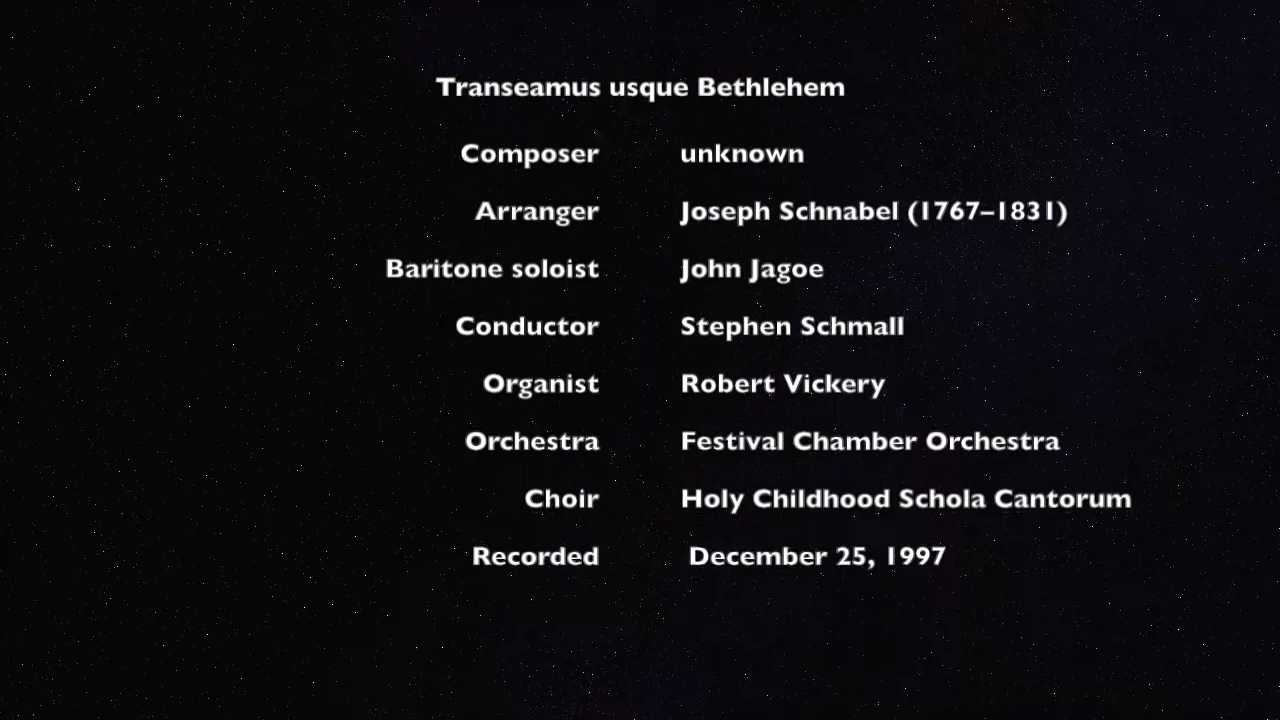 Transeamus usque Bethlehem
Composer unknown
Arranger Joseph Schnabel (1767–1831)
Baritone soloist John Jagoe
Conductor Stephen Schmall
Organist Robert Vickery
Orchestra Festival Chamber Orchestra
Choir Holy Childhood Schola Cantorum
Recorded December 25, 1997